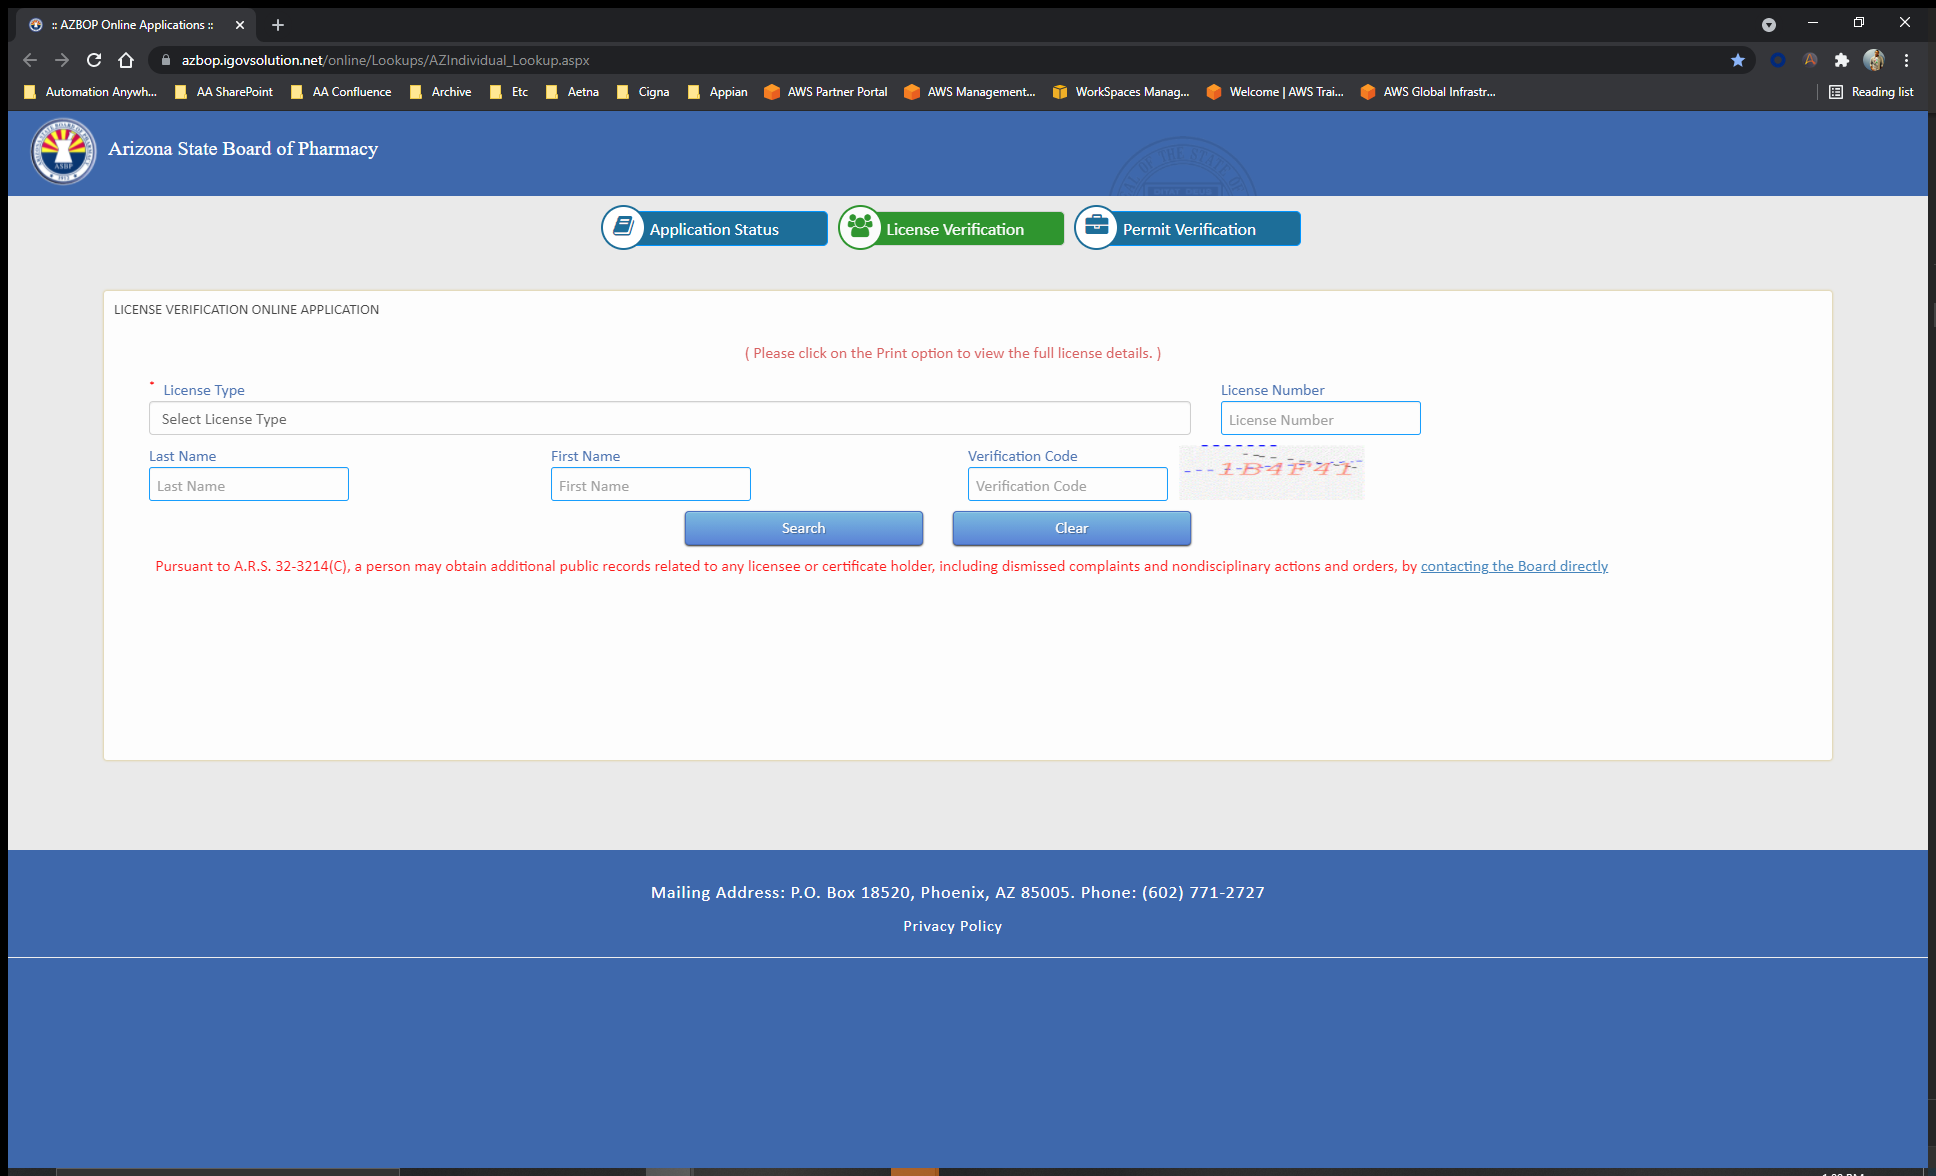 :: AZBOP Online Applications ::
azbop.igovsolution.net/online/Lookups/AZIndividual_Lookup.aspx
Automation Anywh... AA SharePoint AA Confluence Archive Etc Aetna Cigna Appian AWS Partner Portal AWS Management... WorkSpaces Manag... Welcome | AWS Trai... AWS Global Infrastr... Reading list
Arizona State Board of Pharmacy
Application Status License Verification Permit Verification
LICENSE VERIFICATION ONLINE APPLICATION
( Please click on the Print option to view the full license details. )
* License Type License Number
Select License Type License Number
Last Name First Name Verification Code
Last Name First Name Verification Code 1B4F41
Search Clear
Pursuant to A.R.S. 32-3214(C), a person may obtain additional public records related to any licensee or certificate holder, including dismissed complaints and nondisciplinary actions and orders, by contacting the Board directly
Mailing Address: P.O. Box 18520, Phoenix, AZ 85005. Phone: (602) 771-2727
Privacy Policy